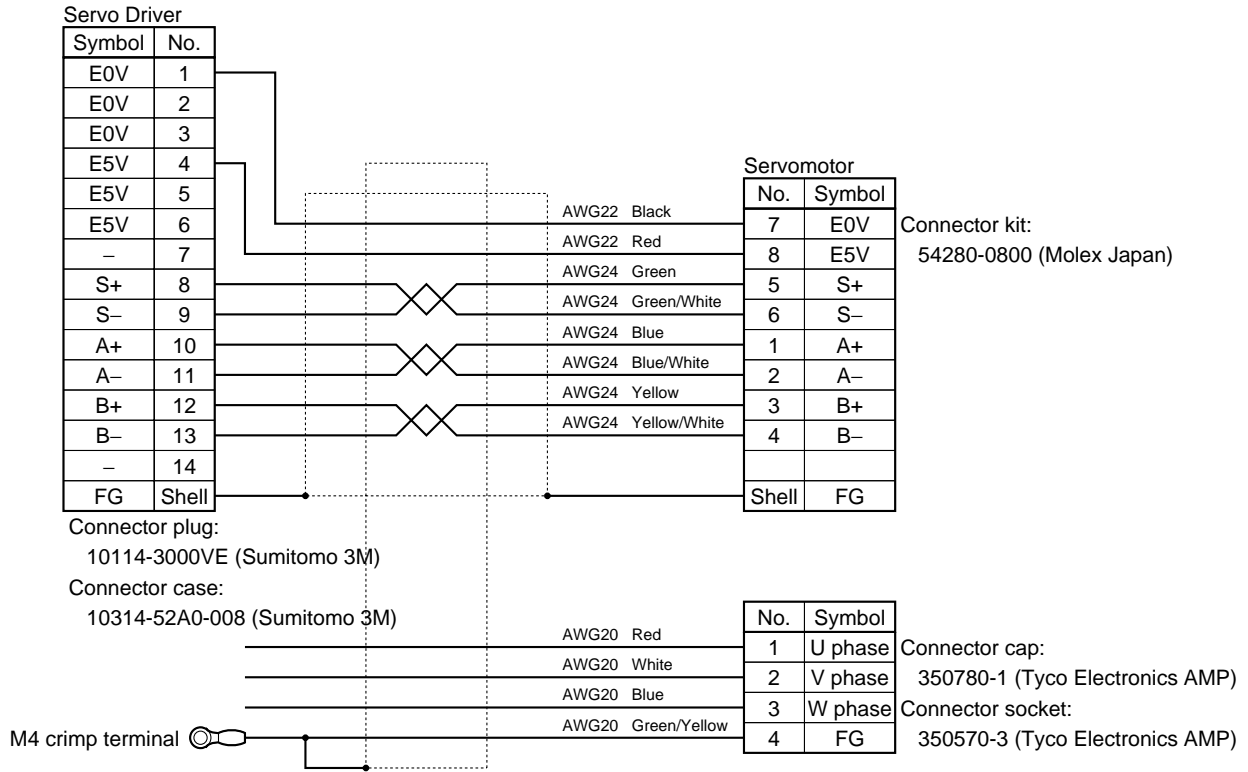 Servo Driver
Symbol No.
E0V 1
E0V 2
E0V 3
E5V 4
E5V 5
E5V 6
– 7
S+ 8
S– 9
A+ 10
A– 11
B+ 12
B– 13
– 14
FG Shell
Connector plug:
10114-3000VE (Sumitomo 3M)
Connector case:
10314-52A0-008 (Sumitomo 3M)
AWG22 Black
AWG22 Red
AWG24 Green
AWG24 Green/White
AWG24 Blue
AWG24 Blue/White
AWG24 Yellow
AWG24 Yellow/White
Servomotor
No. Symbol
7 E0V
8 E5V
5 S+
6 S–
1 A+
2 A–
3 B+
4 B–
Shell FG
Connector kit:
54280-0800 (Molex Japan)
AWG20 Red
AWG20 White
AWG20 Blue
AWG20 Green/Yellow
M4 crimp terminal
No. Symbol
1 U phase
2 V phase
3 W phase
4 FG
Connector cap:
350780-1 (Tyco Electronics AMP)
Connector socket:
350570-3 (Tyco Electronics AMP)